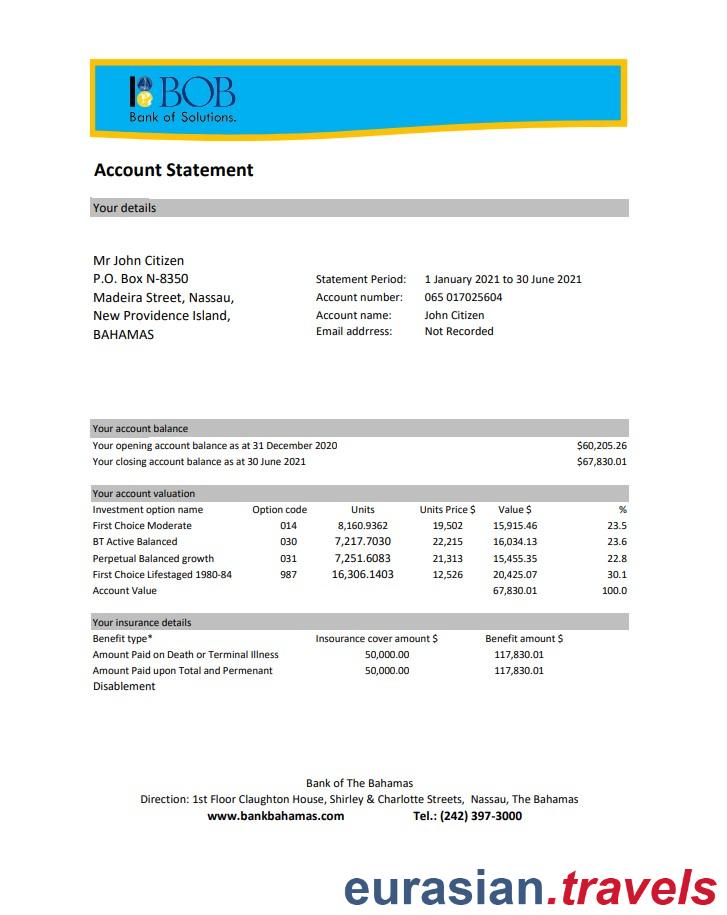 BOB
Bank of Solutions.
Account Statement
Your details
Mr John Citizen
P.O. Box N-8350
Madeira Street, Nassau,
New Providence Island,
BAHAMAS
Statement Period: 1 January 2021 to 30 June 2021
Account number: 065 017025604
Account name: John Citizen
Email addrress: Not Recorded
Your account balance
Your opening account balance as at 31 December 2020 $60,205.26
Your closing account balance as at 30 June 2021 $67,830.01
Your account valuation
Investment option name Option code Units Units Price $ Value $ %
First Choice Moderate 014 8,160.9362 19,502 15,915.46 23.5
BT Active Balanced 030 7,217.7030 22,215 16,034.13 23.6
Perpetual Balanced growth 031 7,251.6083 21,313 15,455.35 22.8
First Choice Lifestaged 1980-84 987 16,306.1403 12,526 20,425.07 30.1
Account Value 67,830.01 100.0
Your insurance details
Benefit type* Insourance cover amount $ Benefit amount $
Amount Paid on Death or Terminal Illness 50,000.00 117,830.01
Amount Paid upon Total and Permenant 50,000.00 117,830.01
Disablement
Bank of The Bahamas
Direction: 1st Floor Claughton House, Shirley & Charlotte Streets, Nassau, The Bahamas
www.bankbahamas.com Tel.: (242) 397-3000
eurasian.travels